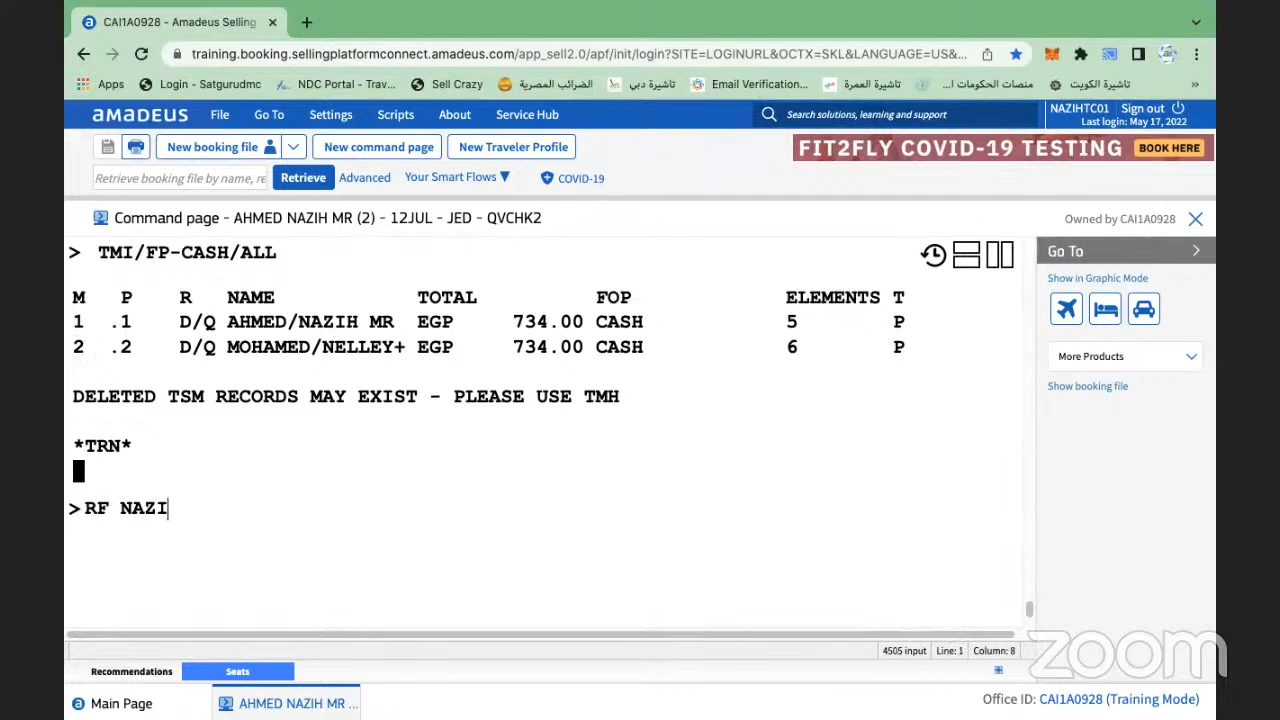 CAI1A0928 - Amadeus Selling
training.booking.sellingplatformconnect.amadeus.com/app_sell2.0/apf/init/login?SITE=LOGINURL&OCTX=SKL&LANGUAGE=US&...
Apps Login - Satgurudmc NDC Portal - Trav... Sell Crazy الضرائب المصرية تاشيرة دبي Email Verification... تاشيرة العمرة منصات الحكومات ا... تاشيرة الكويت »
amadeus File Go To Settings Scripts About Service Hub Search solutions, learning and support NAZIHTC01 Sign out
Last login: May 17, 2022
New booking file New command page New Traveler Profile FIT2FLY COVID-19 TESTING BOOK HERE
Retrieve booking file by name, re Retrieve Advanced Your Smart Flows COVID-19
Command page - AHMED NAZIH MR (2) - 12JUL - JED - QVCHK2 Owned by CAI1A0928
> TMI/FP-CASH/ALL
M P R NAME TOTAL FOP ELEMENTS T
1 .1 D/Q AHMED/NAZIH MR EGP 734.00 CASH 5 P
2 .2 D/Q MOHAMED/NELLEY+ EGP 734.00 CASH 6 P
DELETED TSM RECORDS MAY EXIST - PLEASE USE TMH
*TRN*
>RF NAZI
Go To
Show in Graphic Mode
More Products
Show booking file
4505 input Line: 1 Column: 8
Recommendations Seats
zoom
Main Page AHMED NAZIH MR ... Office ID: CAI1A0928 (Training Mode)